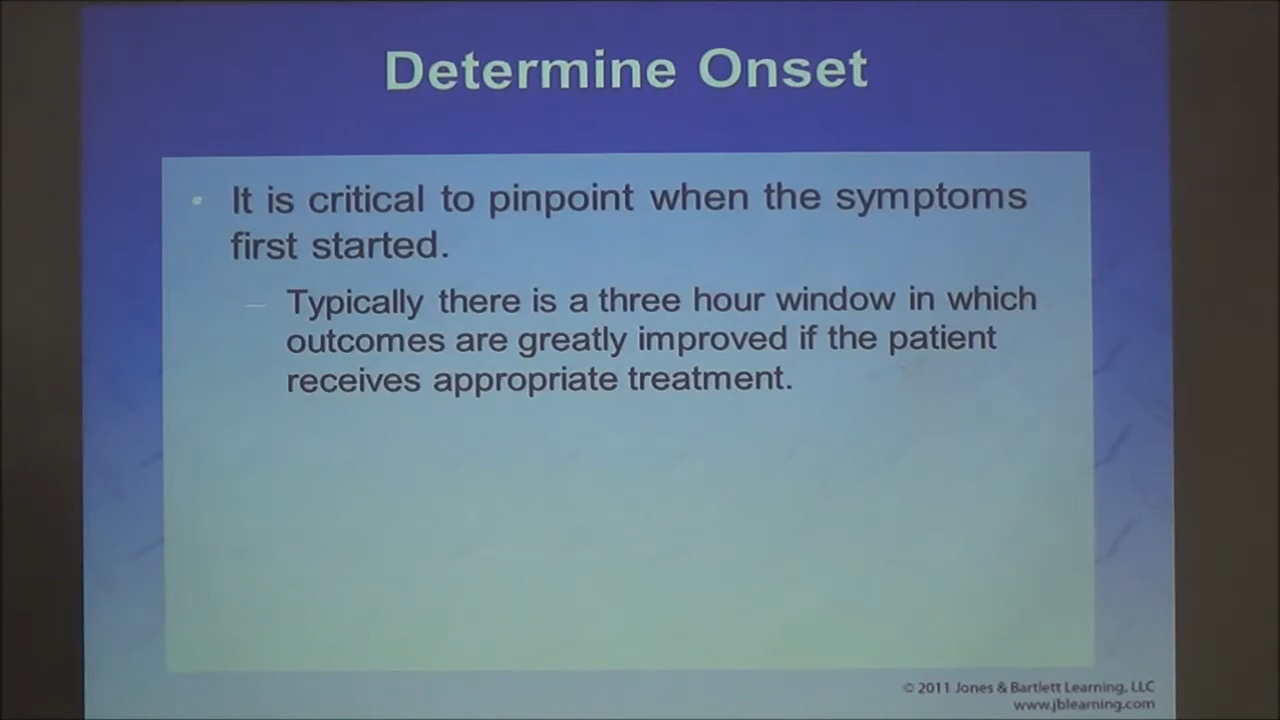 Determine Onset
• It is critical to pinpoint when the symptoms
first started.
— Typically there is a three hour window in which
outcomes are greatly improved if the patient
receives appropriate treatment.
© 2011 Jones & Bartlett Learning, LLC
www.jblearning.com